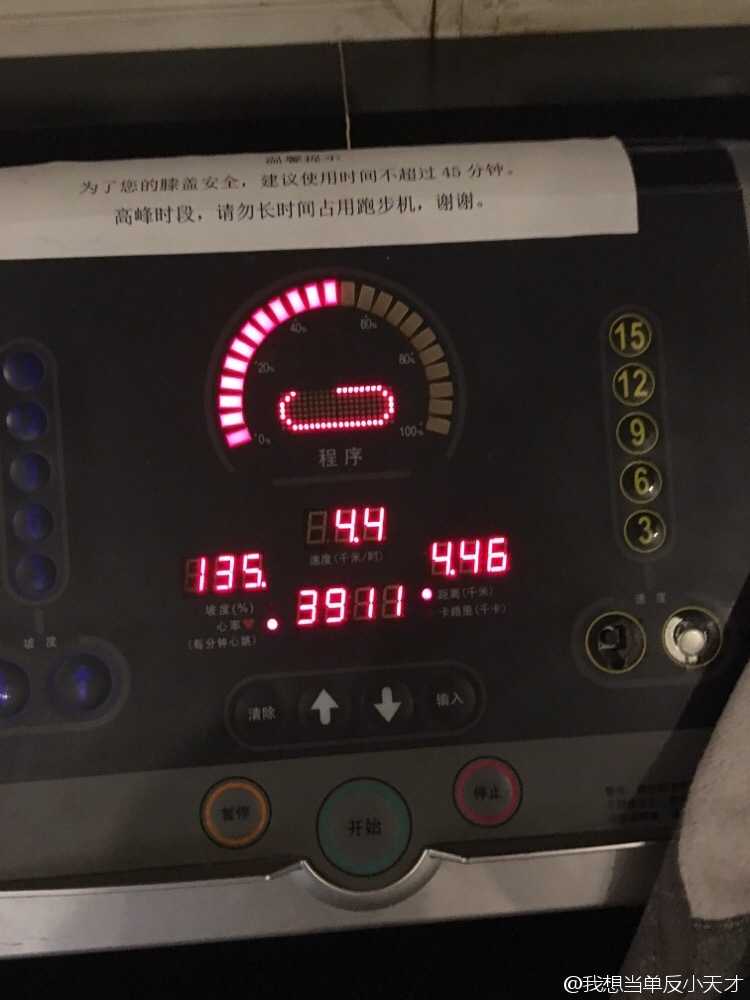 温馨提示
为了您的膝盖安全，建议使用时间不超过 45 分钟。
高峰时段，请勿长时间占用跑步机，谢谢。
0%
20%
40%
60%
80%
100%
程序
15
12
9
6
3
4.4
速度(千米/时)
135.
坡度(%)
心率
(每分钟心跳)
3911
4.46
距离(千米)
卡路里(千卡)
坡度
速度
清除
输入
暂停
开始
停止
@我想当单反小天才